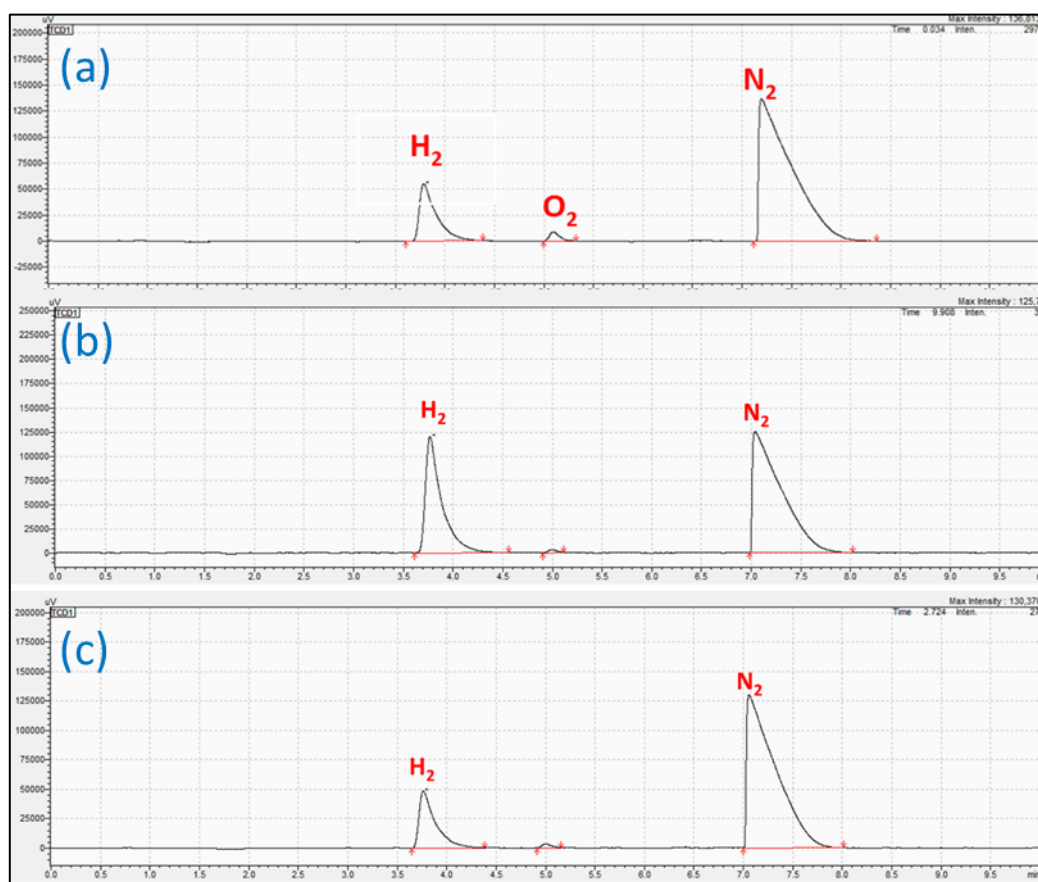 uV
Max Intensity : 136,81
TCD1
Time 0.034 Inten. 297
200000
(a)
175000
150000
N2
125000
100000
H2
75000
50000
O2
25000
0
-25000
uV
Max Intensity : 125,7
250000
TCD1
Time 9.908 Inten. 3
225000
(b)
200000
175000
150000
H2
N2
125000
100000
75000
50000
25000
0
0.0 0.5 1.0 1.5 2.0 2.5 3.0 3.5 4.0 4.5 5.0 5.5 6.0 6.5 7.0 7.5 8.0 8.5 9.0 9.5
uV
Max Intensity : 130,370
200000
TCD1
Time 2.724 Inten. 27
175000
(c)
150000
N2
125000
100000
75000
H2
50000
25000
0
0.0 0.5 1.0 1.5 2.0 2.5 3.0 3.5 4.0 4.5 5.0 5.5 6.0 6.5 7.0 7.5 8.0 8.5 9.0 9.5 min